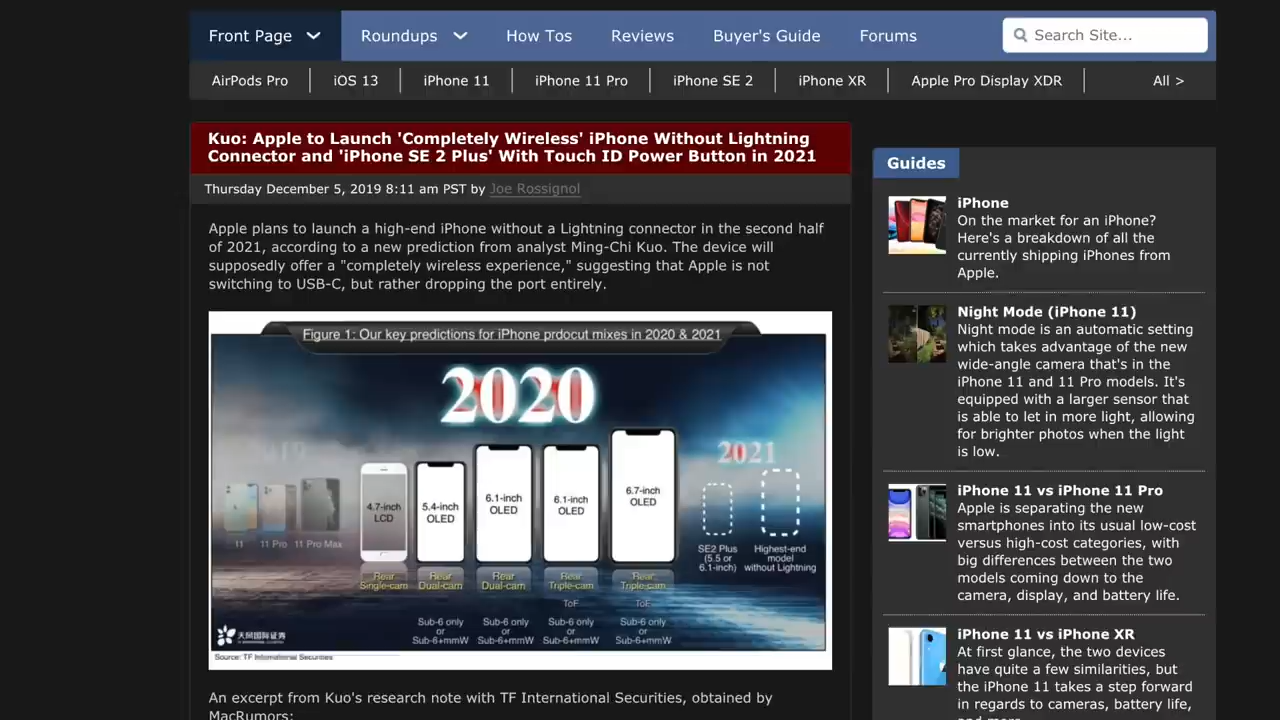 Front Page
Roundups
How Tos
Reviews
Buyer's Guide
Forums
Search Site...
AirPods Pro
iOS 13
iPhone 11
iPhone 11 Pro
iPhone SE 2
iPhone XR
Apple Pro Display XDR
All >
Kuo: Apple to Launch 'Completely Wireless' iPhone Without Lightning
Connector and 'iPhone SE 2 Plus' With Touch ID Power Button in 2021
Thursday December 5, 2019 8:11 am PST by Joe Rossignol
Apple plans to launch a high-end iPhone without a Lightning connector in the second half
of 2021, according to a new prediction from analyst Ming-Chi Kuo. The device will
supposedly offer a "completely wireless experience," suggesting that Apple is not
switching to USB-C, but rather dropping the port entirely.
Figure 1: Our key predictions for iPhone prdocut mixes in 2020 & 2021
2020
2019
2021
11
11 Pro
11 Pro Max
4.7-inch
LCD
5.4-inch
OLED
6.1-inch
OLED
6.1-inch
OLED
6.7-inch
OLED
SE2 Plus
(5.5 or
6.1-inch)
Highest-end
model
without Lightning
Rear
Single-cam
Rear
Dual-cam
Rear
Dual-cam
Rear
Triple-cam
Rear
Triple-cam
ToF
ToF
Sub-6 only
or
Sub-6+mmW
Sub-6 only
or
Sub-6+mmW
Sub-6 only
or
Sub-6+mmW
Sub-6 only
or
Sub-6+mmW
天风国际证券
Source: TF International Securities
An excerpt from Kuo's research note with TF International Securities, obtained by
MacRumors:
Guides
iPhone
On the market for an iPhone?
Here's a breakdown of all the
currently shipping iPhones from
Apple.
Night Mode (iPhone 11)
Night mode is an automatic setting
which takes advantage of the new
wide-angle camera that's in the
iPhone 11 and 11 Pro models. It's
equipped with a larger sensor that
is able to let in more light, allowing
for brighter photos when the light
is low.
iPhone 11 vs iPhone 11 Pro
Apple is separating the new
smartphones into its usual low-cost
versus high-cost categories, with
big differences between the two
models coming down to the
camera, display, and battery life.
iPhone 11 vs iPhone XR
At first glance, the two devices
have quite a few similarities, but
the iPhone 11 takes a step forward
in regards to cameras, battery life,
and more.